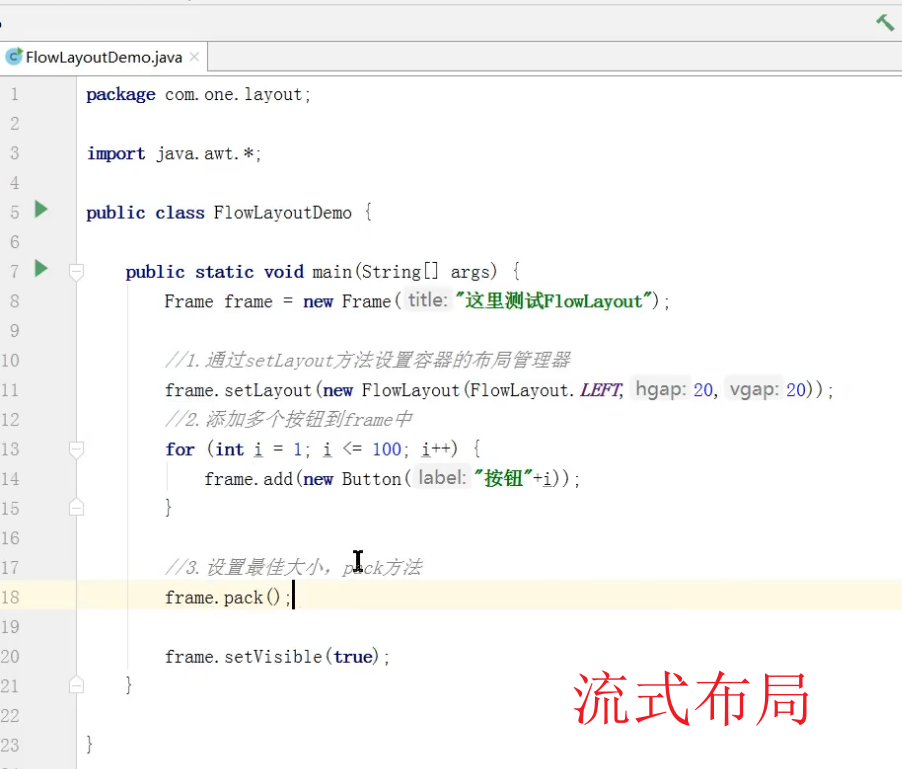 FlowLayoutDemo.java
1 package com.one.layout;
2
3 import java.awt.*;
4
5 public class FlowLayoutDemo {
6
7 public static void main(String[] args) {
8 Frame frame = new Frame( title: "这里测试FlowLayout");
9
10 //1.通过setLayout方法设置容器的布局管理器
11 frame.setLayout(new FlowLayout(FlowLayout.LEFT, hgap: 20, vgap: 20));
12 //2.添加多个按钮到frame中
13 for (int i = 1; i <= 100; i++) {
14 frame.add(new Button( label: "按钮"+i));
15 }
16
17 //3.设置最佳大小，pack方法
18 frame.pack();
19
20 frame.setVisible(true);
21 }
22
23 }
流式布局